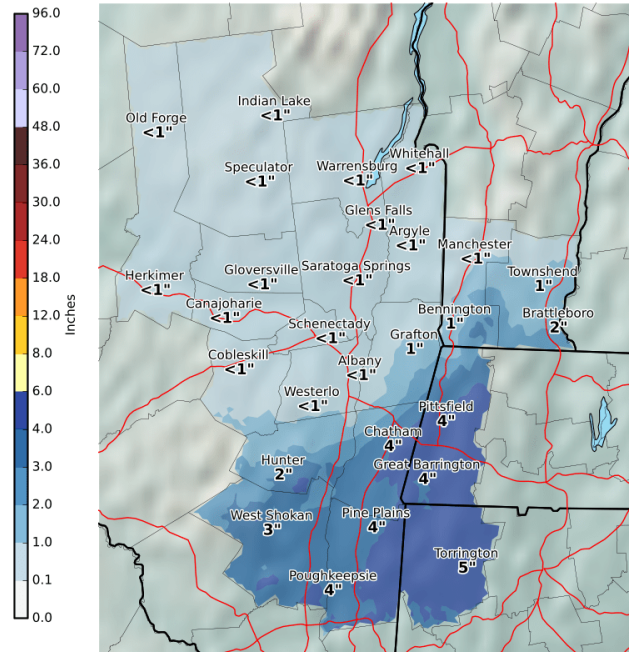 96.0
72.0
60.0
48.0
36.0
30.0
24.0
18.0
12.0
8.0
6.0
4.0
3.0
2.0
1.0
0.1
0.0
Inches
Indian Lake
<1"
Old Forge
<1"
Whitehall
<1"
Speculator
<1"
Warrensburg
<1"
Glens Falls
<1"
Argyle
<1"
Manchester
<1"
Saratoga Springs
<1"
Gloversville
<1"
Townshend
1"
Herkimer
<1"
Canajoharie
<1"
Bennington
1"
Brattleboro
2"
Schenectady
<1"
Grafton
1"
Cobleskill
<1"
Albany
<1"
Westerlo
<1"
Pittsfield
4"
Chatham
4"
Hunter
2"
Great Barrington
4"
West Shokan
3"
Pine Plains
4"
Torrington
5"
Poughkeepsie
4"